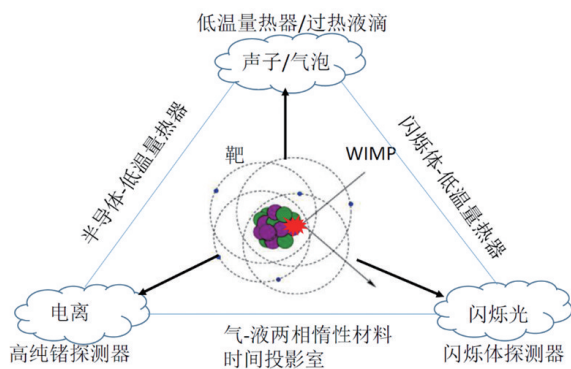 低温量热器/过热液滴
声子/气泡
半导体-低温量热器
闪烁体-低温量热器
靶
WIMP
电离
闪烁光
高纯锗探测器
气-液两相惰性材料
时间投影室
闪烁体探测器